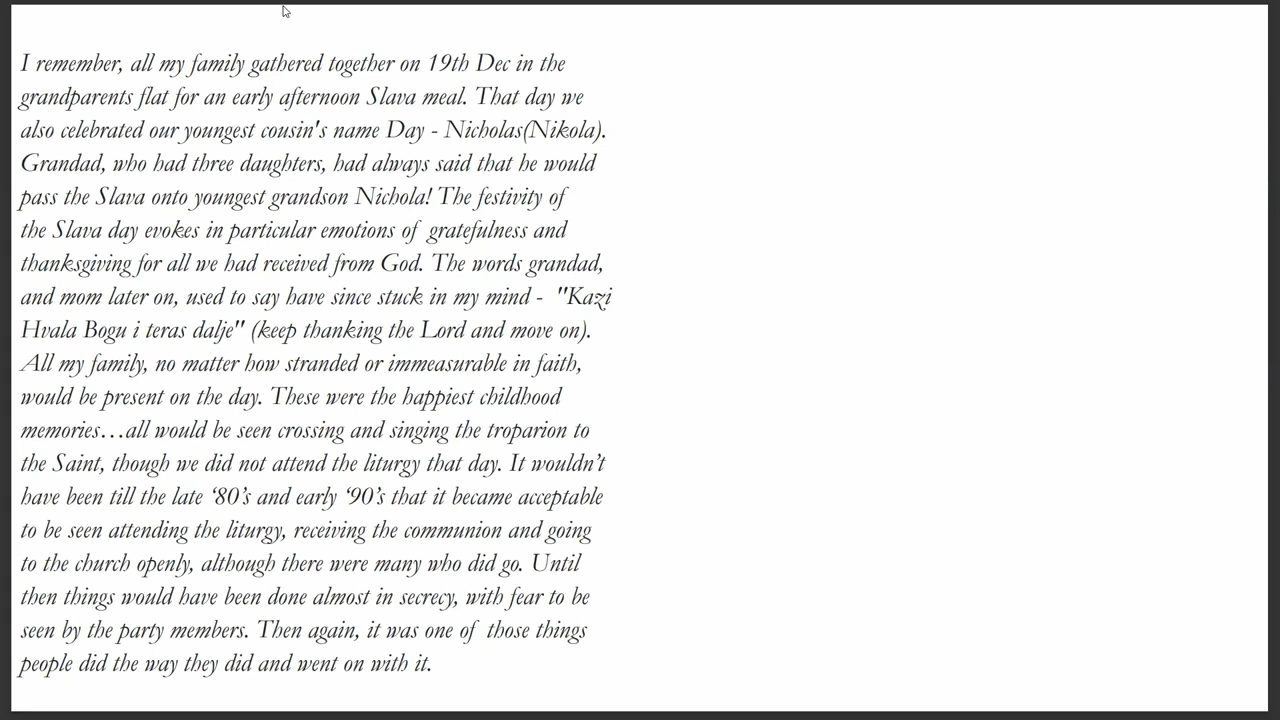 I remember, all my family gathered together on 19th Dec in the
grandparents flat for an early afternoon Slava meal. That day we
also celebrated our youngest cousin's name Day - Nicholas(Nikola).
Grandad, who had three daughters, had always said that he would
pass the Slava onto youngest grandson Nichola! The festivity of
the Slava day evokes in particular emotions of gratefulness and
thanksgiving for all we had received from God. The words grandad,
and mom later on, used to say have since stuck in my mind - "Kazi
Hvala Bogu i teras dalje" (keep thanking the Lord and move on).
All my family, no matter how stranded or immeasurable in faith,
would be present on the day. These were the happiest childhood
memories…all would be seen crossing and singing the troparion to
the Saint, though we did not attend the liturgy that day. It wouldn’t
have been till the late ‘80’s and early ‘90’s that it became acceptable
to be seen attending the liturgy, receiving the communion and going
to the church openly, although there were many who did go. Until
then things would have been done almost in secrecy, with fear to be
seen by the party members. Then again, it was one of those things
people did the way they did and went on with it.